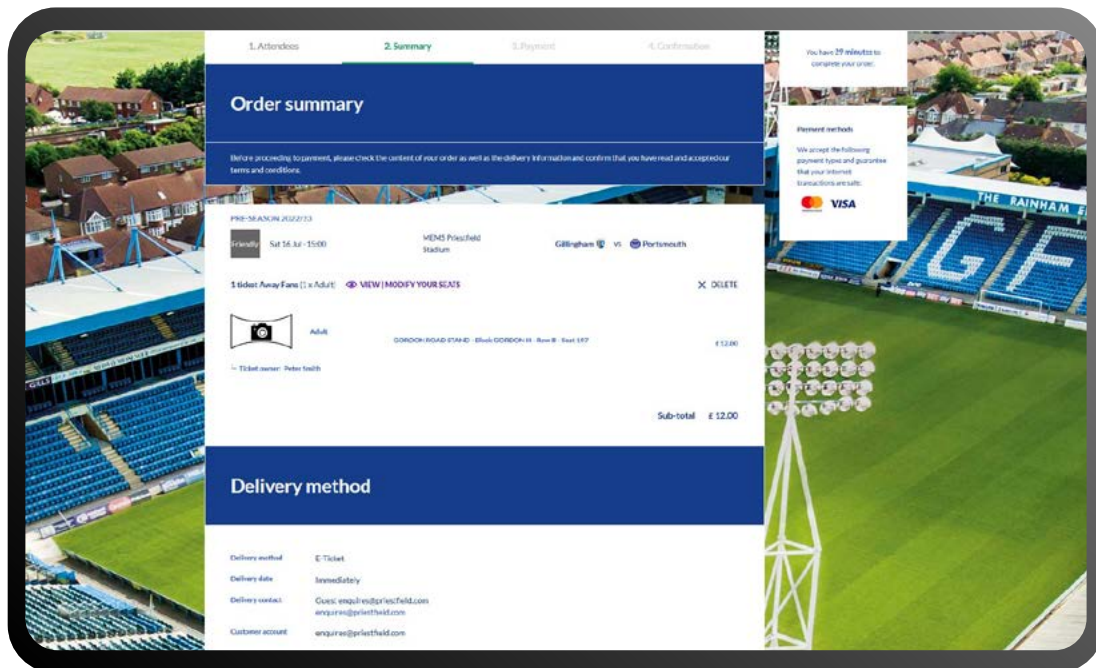 1. Attendees
2. Summary
3. Payment
4. Confirmation
You have 29 minutes to
complete your order.
Order summary
Before proceeding to payment, please check the content of your order as well as the delivery information and confirm that you have read and accepted our
terms and conditions.
Payment methods
We accept the following
payment types and guarantee
that your internet
transactions are safe:
VISA
THE RAINHAM E
GF
PRE-SEASON 2022/23
Friendly
Sat 16 Jul - 15:00
MEMS Priestfield
Stadium
Gillingham VS Portsmouth
1 ticket Away Fans (1 x Adult) VIEW | MODIFY YOUR SEATS
DELETE
Adult
GORDON ROAD STAND - Block GORDON
£ 12.00
Ticket owner: Peter Smith
Sub-total £ 12.00
Delivery method
Delivery method E-Ticket
Delivery date Immediately
Delivery contact Guest enquires@priestfield.com
enquires@priestfield.com
Customer account enquires@priestfield.com